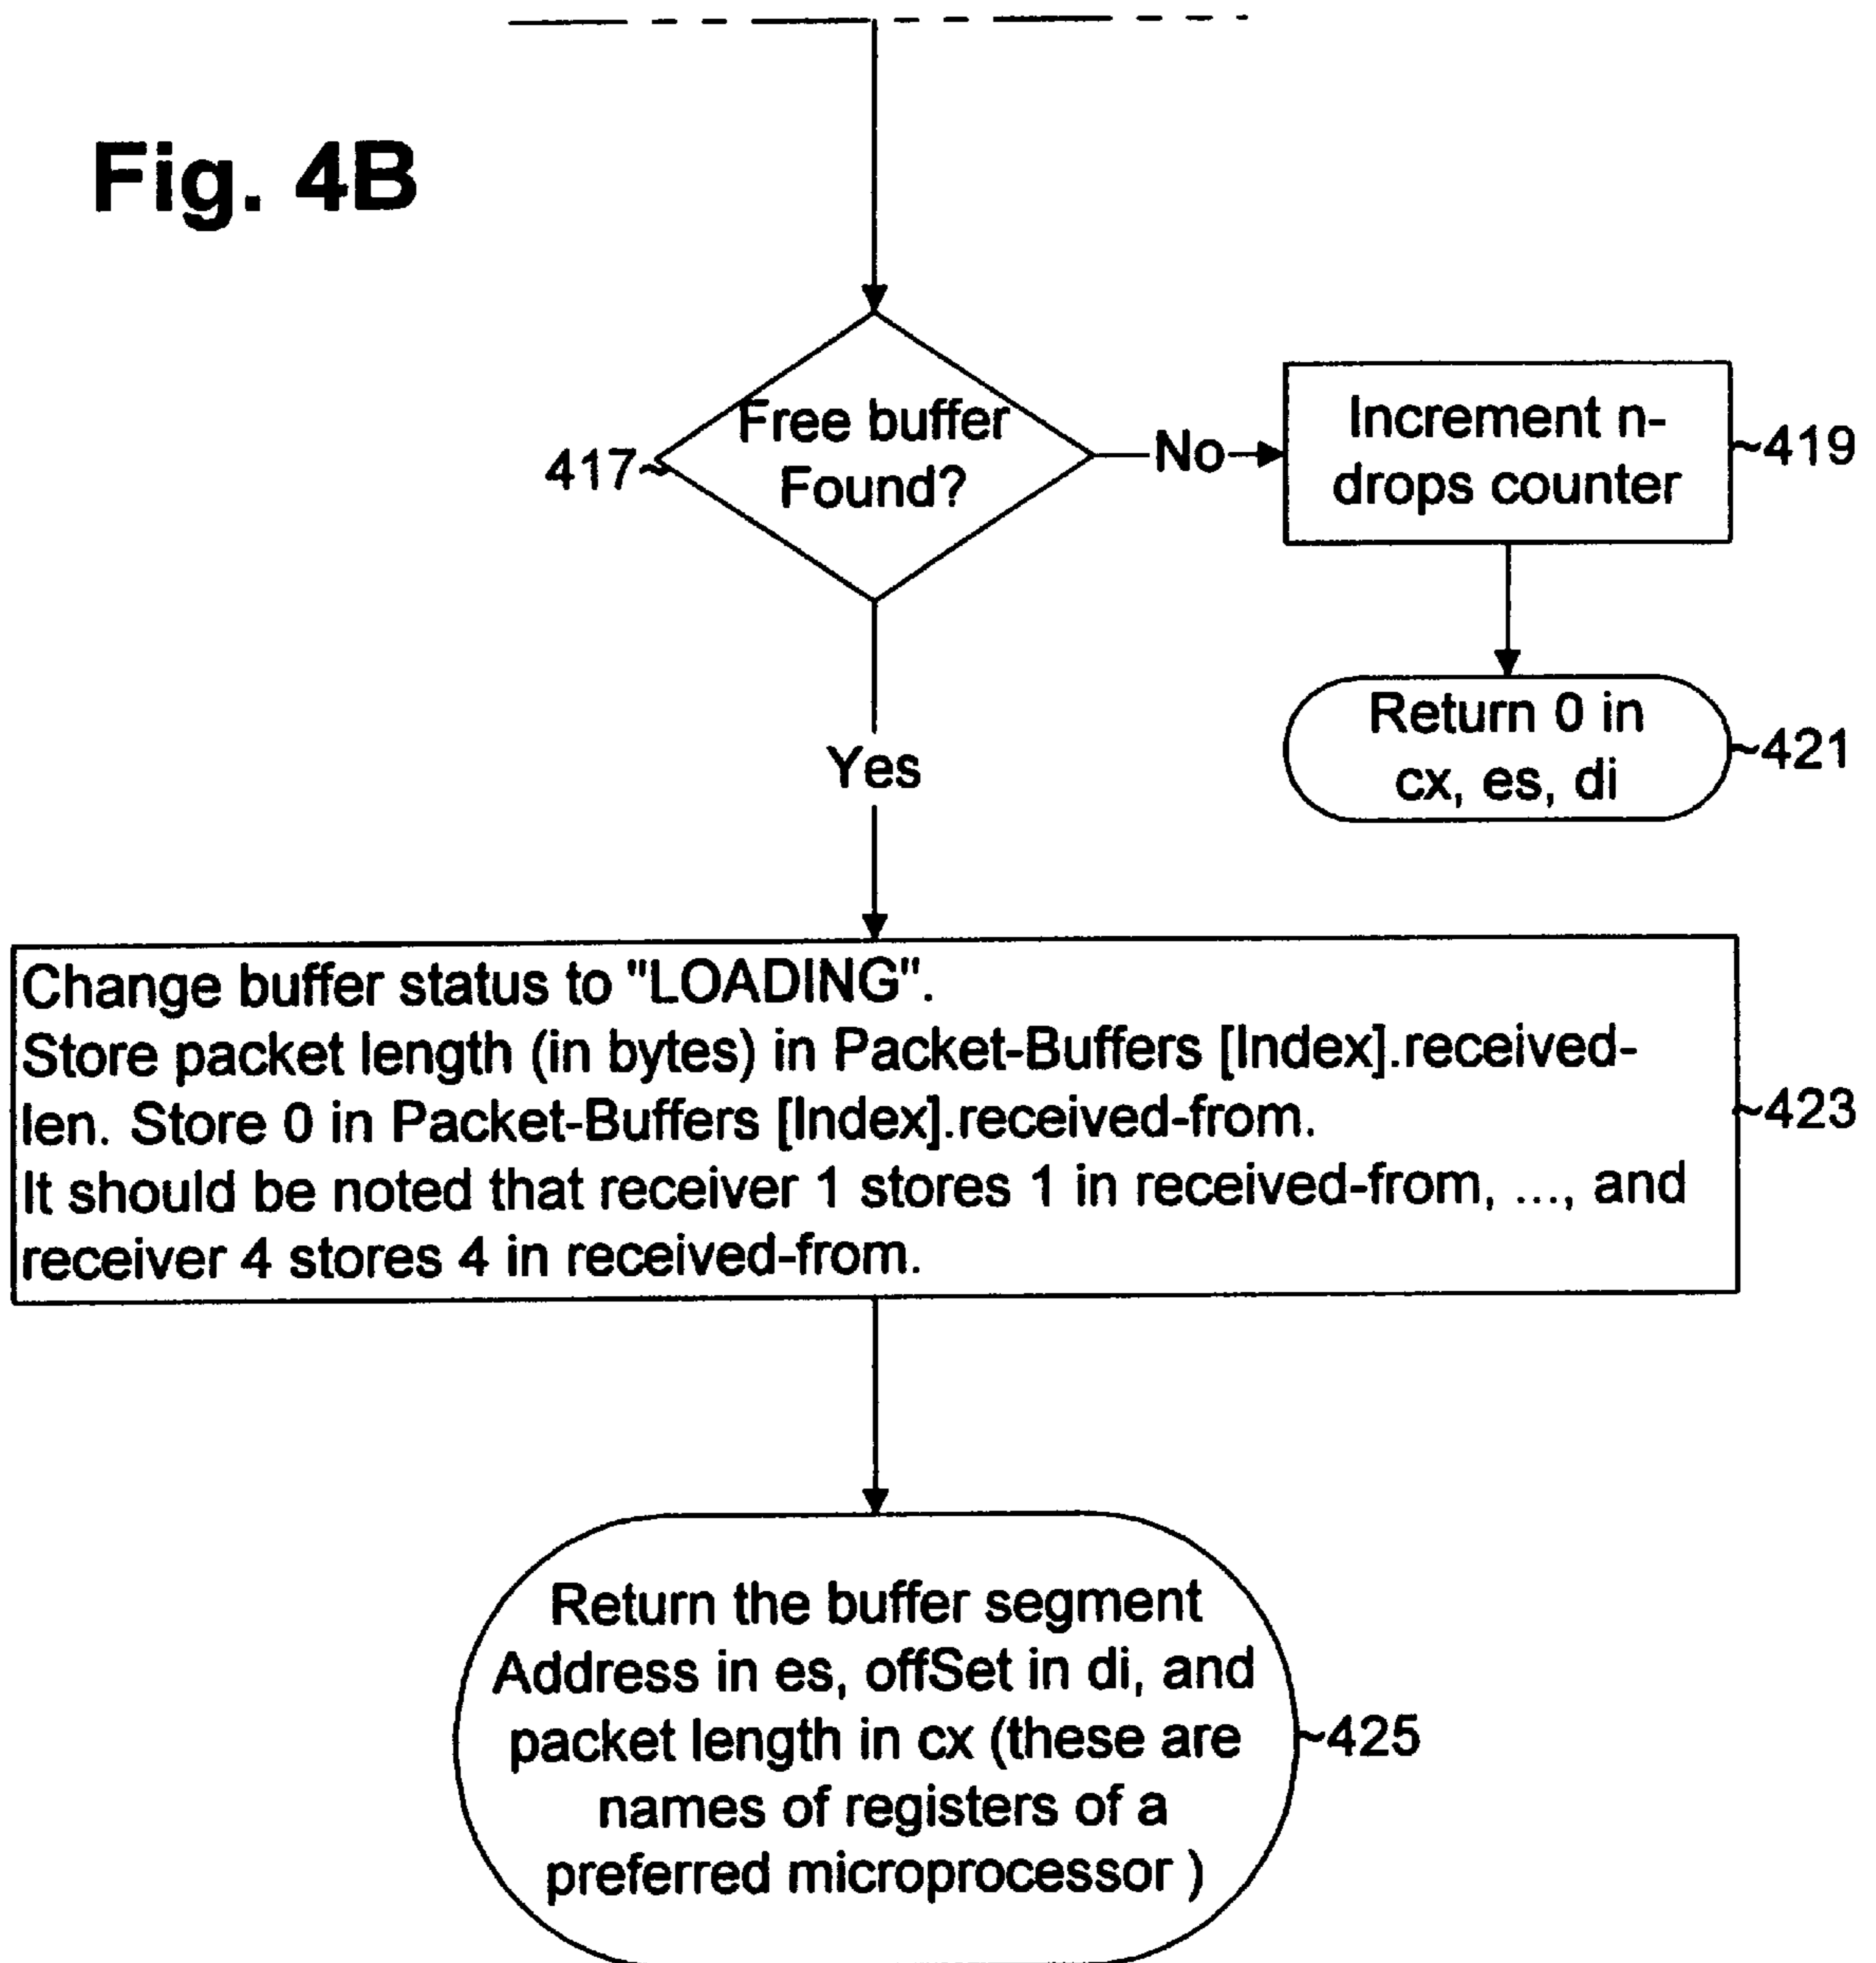 Fig. 4B
Free buffer
Found?
417
No
Increment n-
drops counter
419
Return 0 in
cx, es, di
421
Yes
Change buffer status to "LOADING".
Store packet length (in bytes) in Packet-Buffers [Index].received-
len. Store 0 in Packet-Buffers [Index].received-from.
It should be noted that receiver 1 stores 1 in received-from, ..., and
receiver 4 stores 4 in received-from.
423
Return the buffer segment
Address in es, offSet in di, and
packet length in cx (these are
names of registers of a
preferred microprocessor )
425